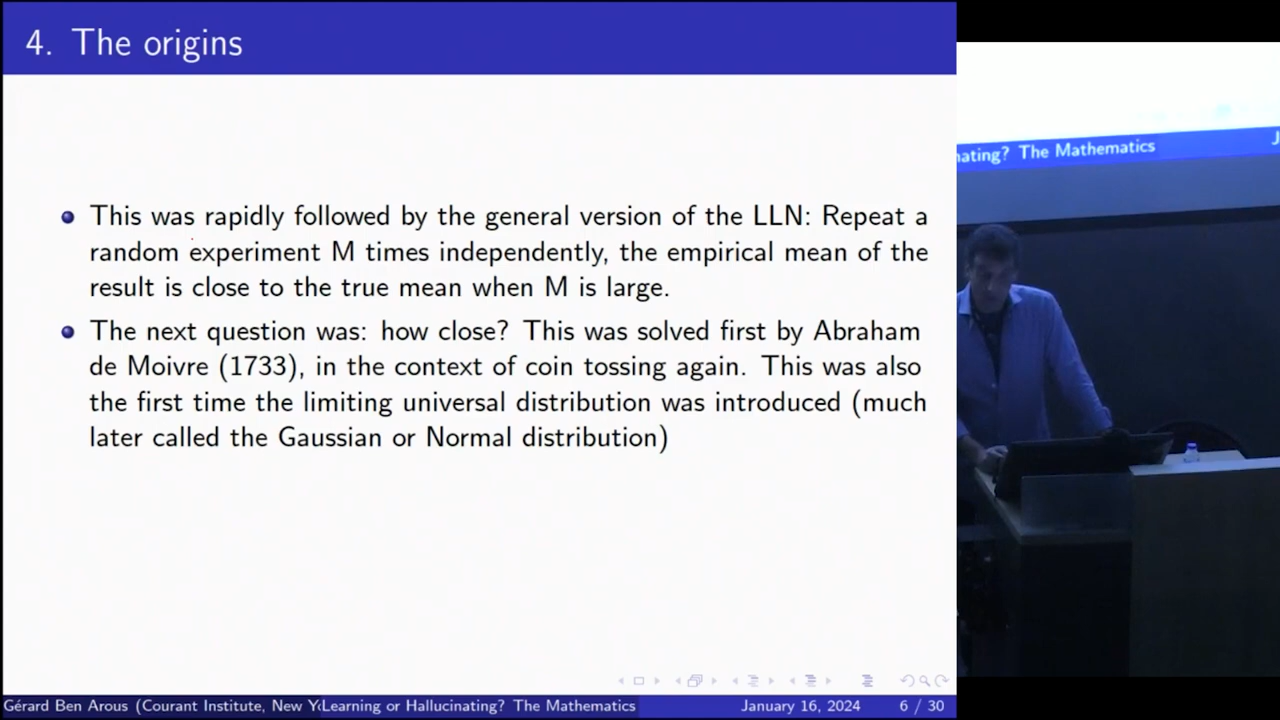 4. The origins
This was rapidly followed by the general version of the LLN: Repeat a
random experiment M times independently, the empirical mean of the
result is close to the true mean when M is large.
The next question was: how close? This was solved first by Abraham
de Moivre (1733), in the context of coin tossing again. This was also
the first time the limiting universal distribution was introduced (much
later called the Gaussian or Normal distribution)
Gérard Ben Arous (Courant Institute, New Y Learning or Hallucinating? The Mathematics January 16, 2024 6 / 30
nating? The Mathematics J